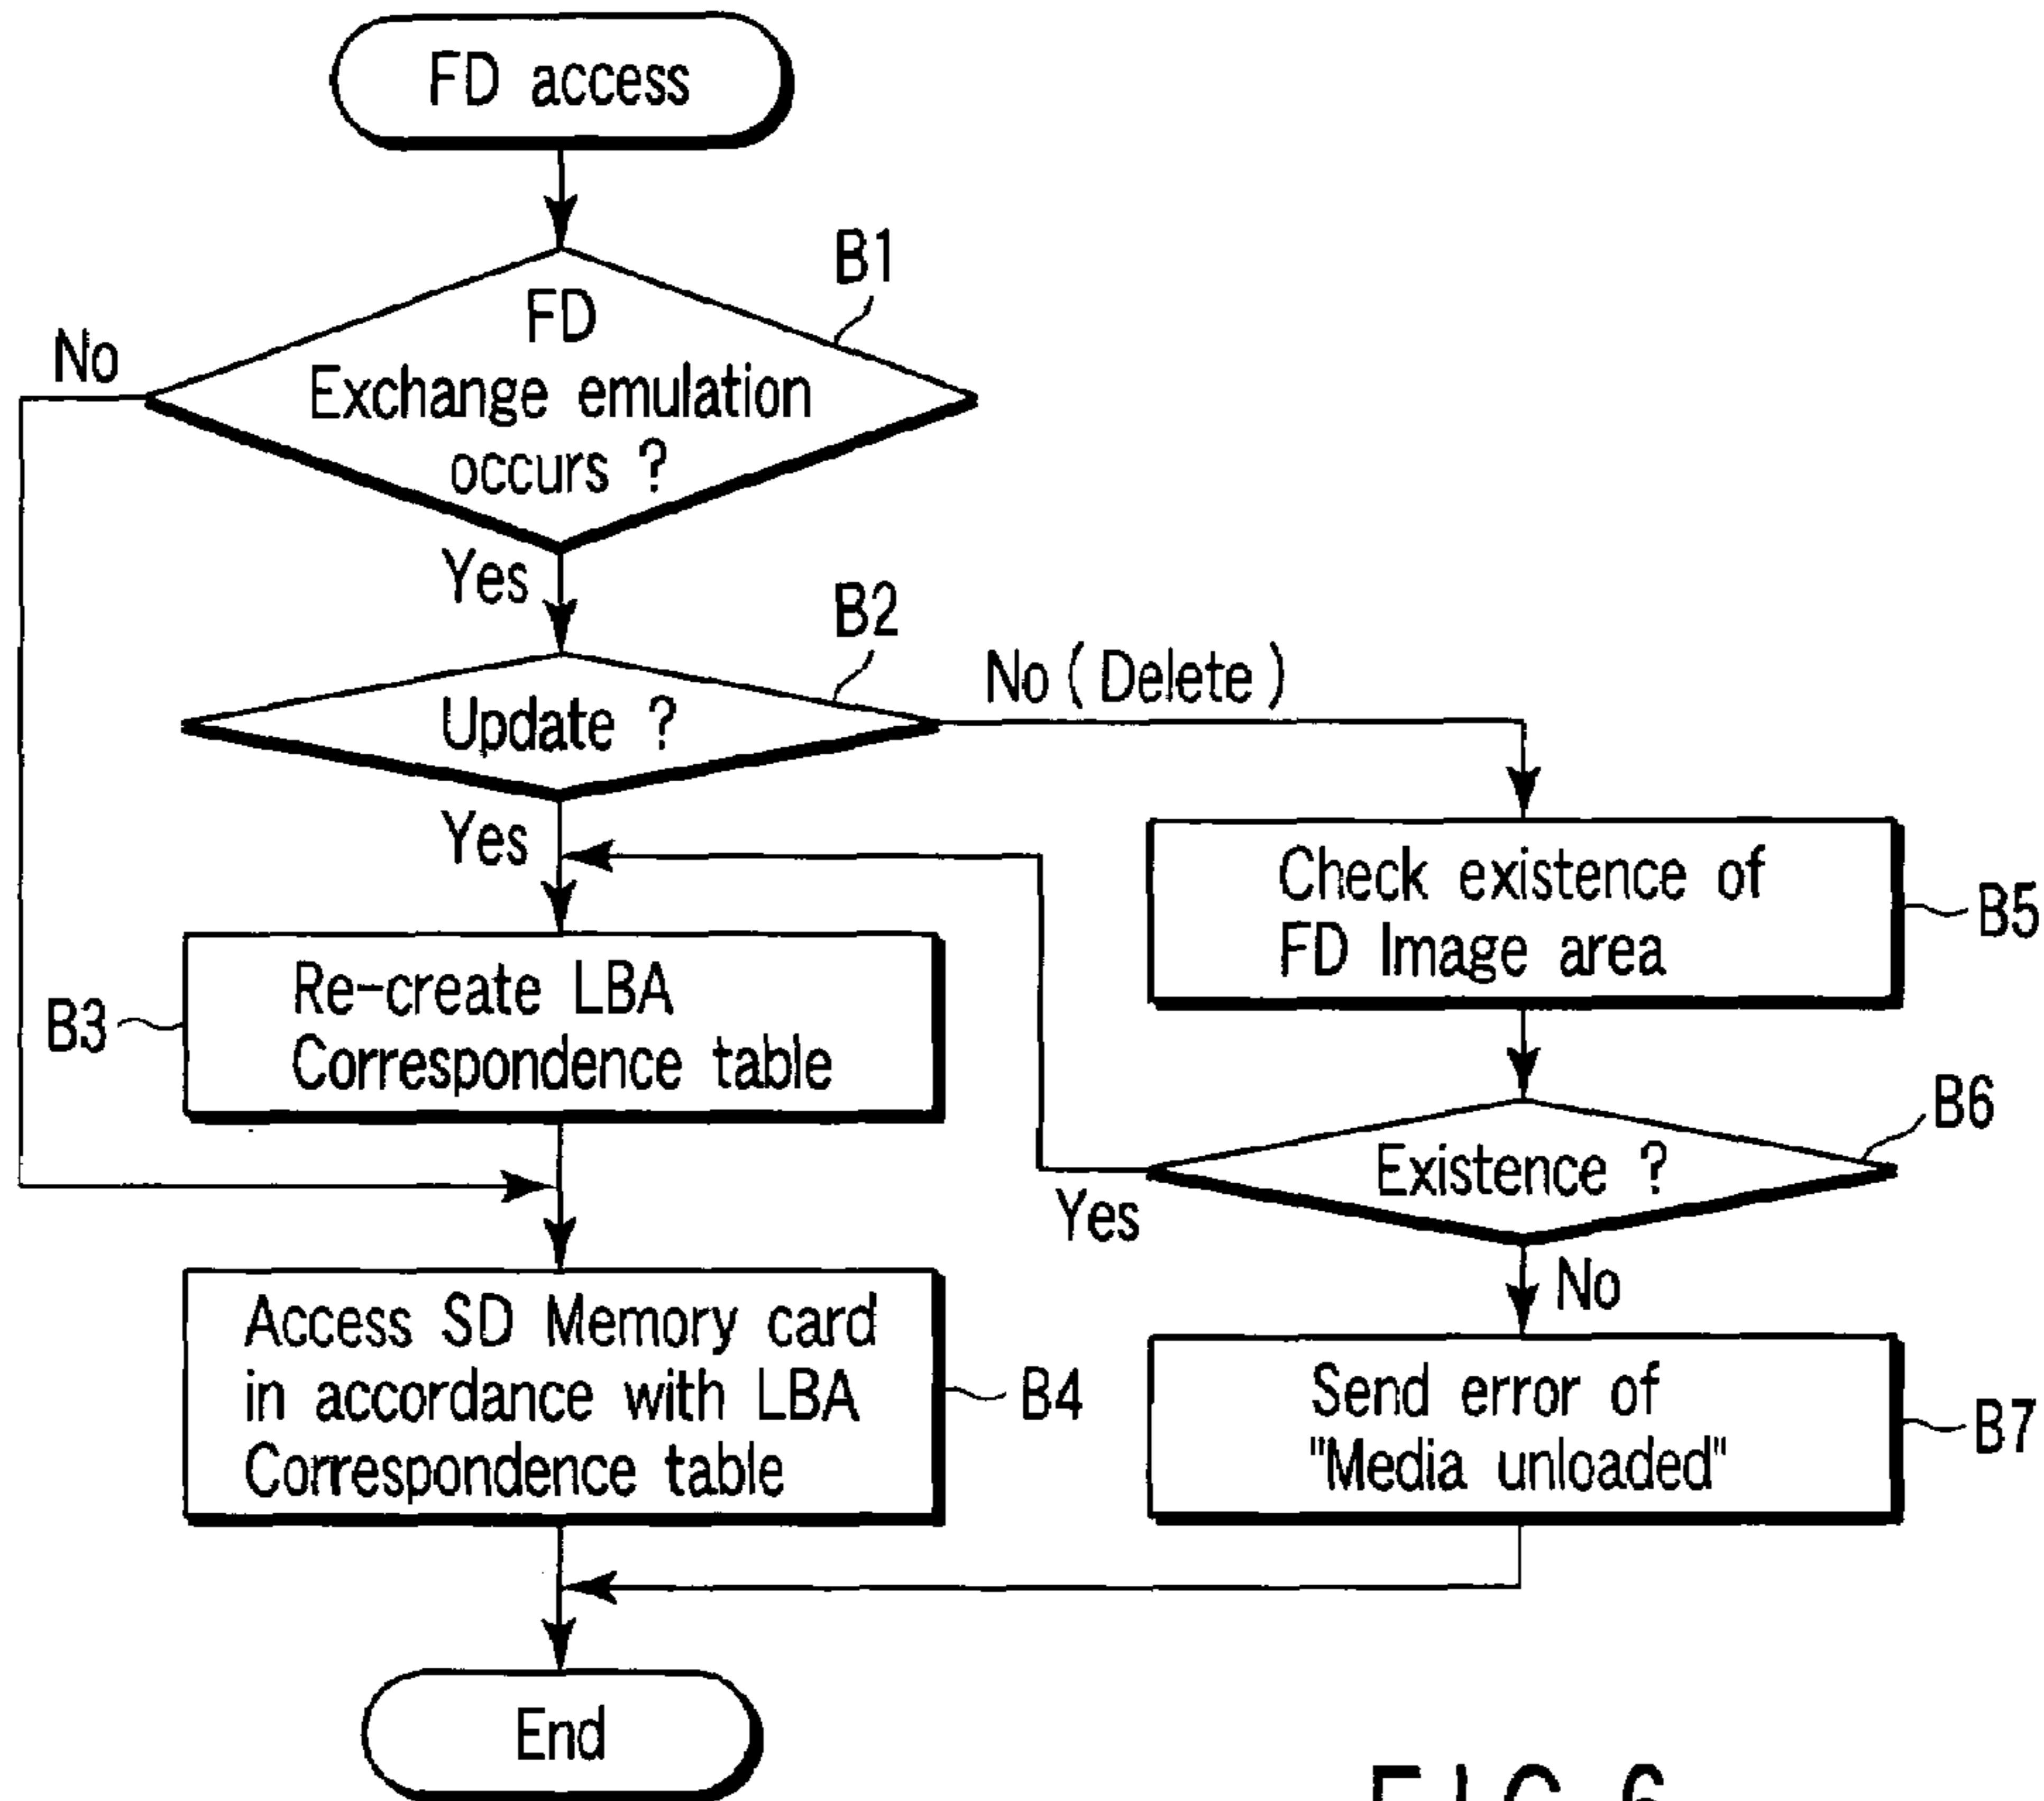 FD access
B1
FD
Exchange emulation
occurs ?
No
Yes
B2
Update ?
No (Delete)
Yes
Check existence of
FD Image area
B5
Re-create LBA
Correspondence table
B3
B6
Existence ?
Yes
No
Access SD Memory card
in accordance with LBA
Correspondence table
B4
Send error of
"Media unloaded"
B7
End
FIG. 6